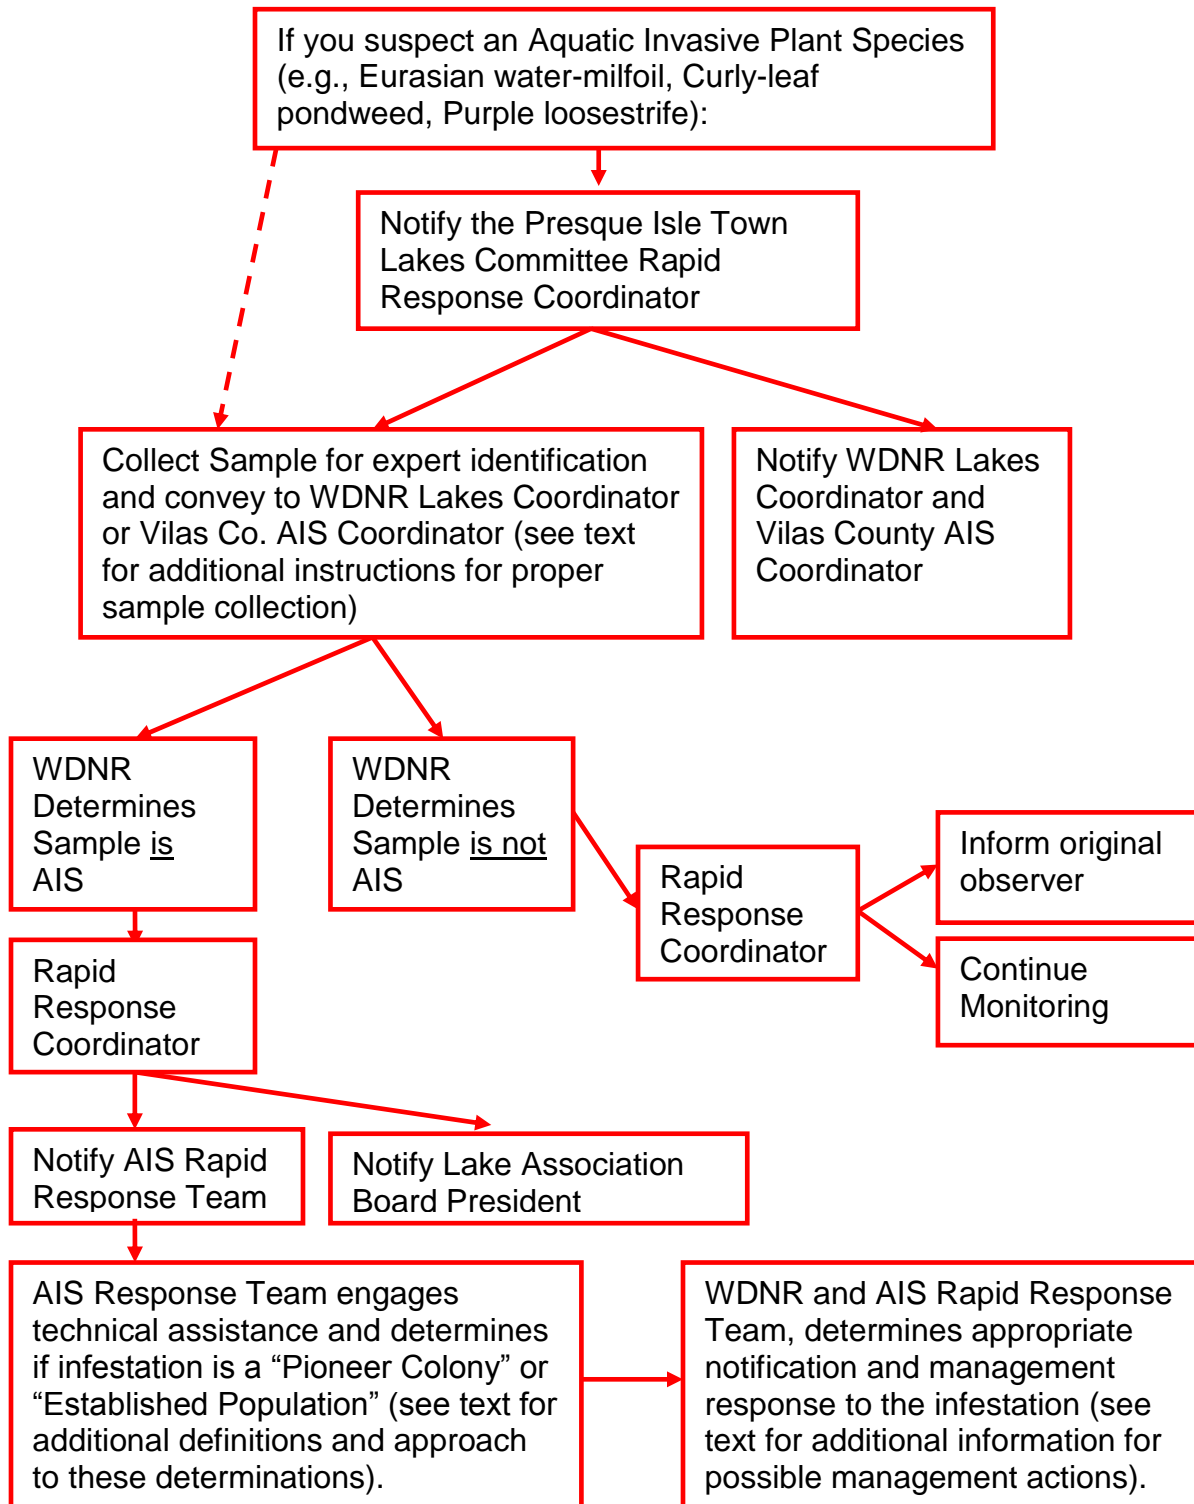 If you suspect an Aquatic Invasive Plant Species
(e.g., Eurasian water-milfoil, Curly-leaf
pondweed, Purple loosestrife):
Notify the Presque Isle Town
Lakes Committee Rapid
Response Coordinator
Collect Sample for expert identification
and convey to WDNR Lakes Coordinator
or Vilas Co. AIS Coordinator (see text
for additional instructions for proper
sample collection)
Notify WDNR Lakes
Coordinator and
Vilas County AIS
Coordinator
WDNR
Determines
Sample is
AIS
WDNR
Determines
Sample is not
AIS
Rapid
Response
Coordinator
Inform original
observer
Continue
Monitoring
Rapid
Response
Coordinator
Notify AIS Rapid
Response Team
Notify Lake Association
Board President
AIS Response Team engages
technical assistance and determines
if infestation is a “Pioneer Colony” or
“Established Population” (see text for
additional definitions and approach
to these determinations).
WDNR and AIS Rapid Response
Team, determines appropriate
notification and management
response to the infestation (see
text for additional information for
possible management actions).